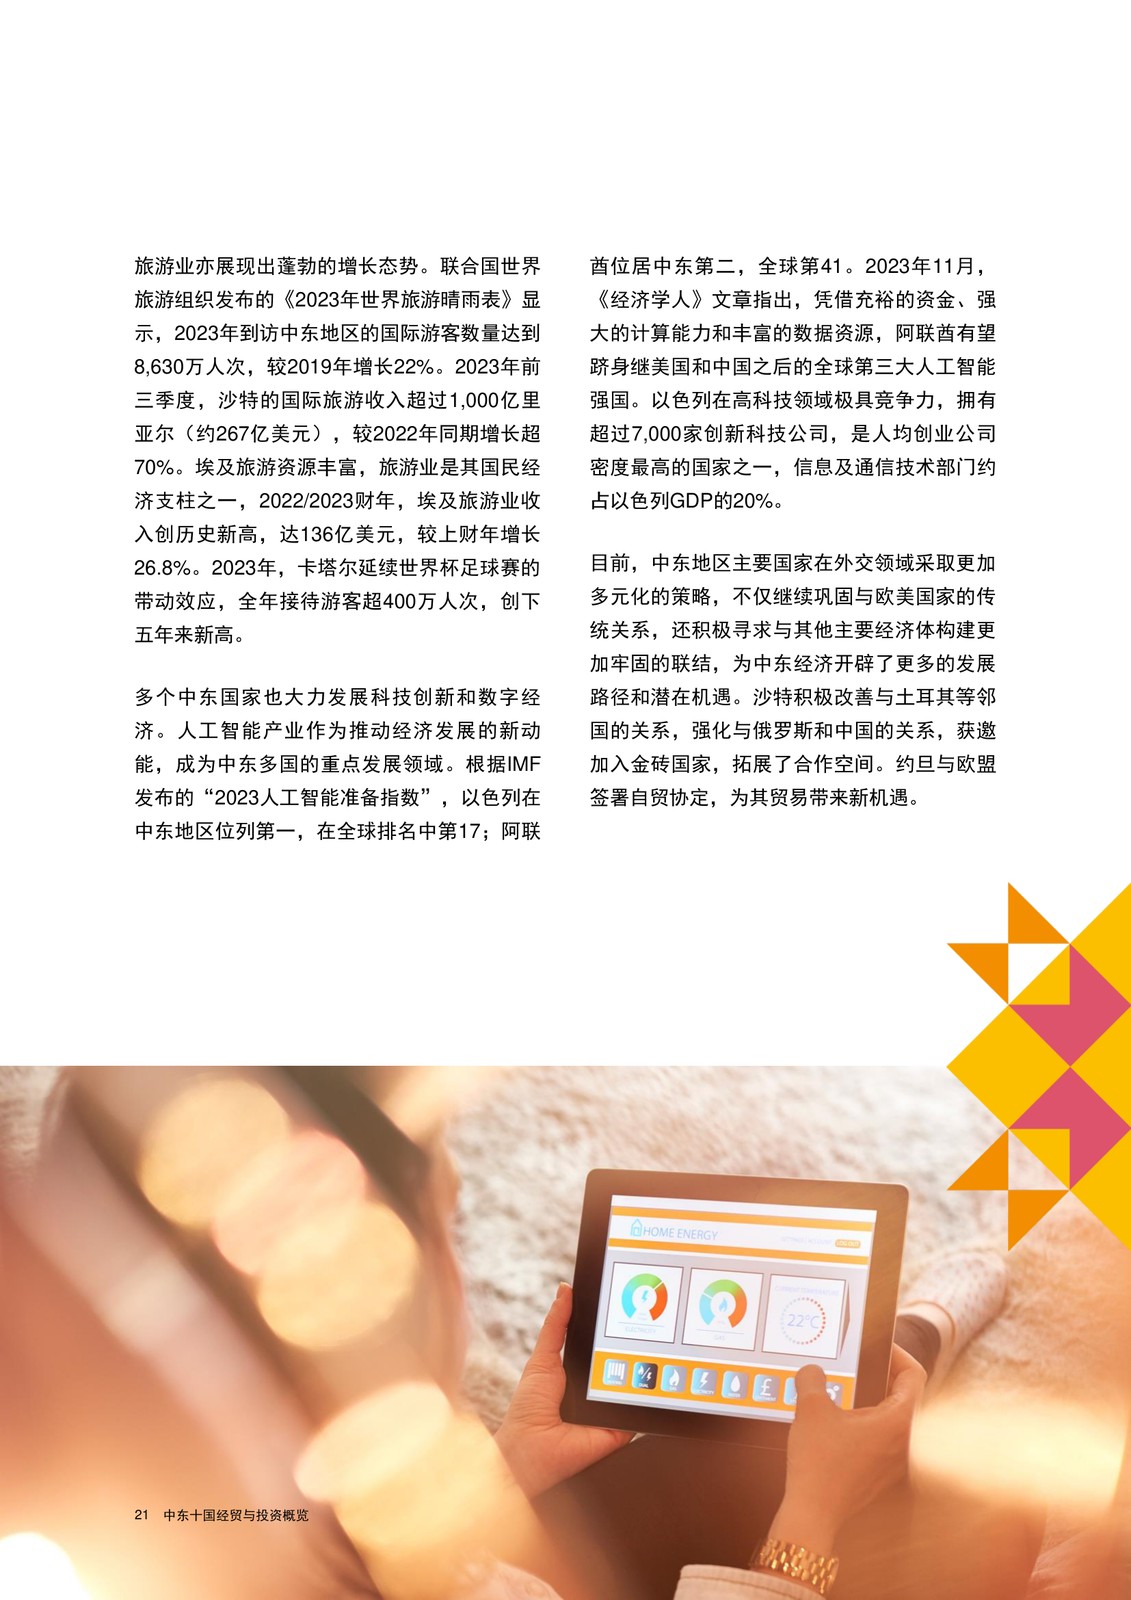 旅游业亦展现出蓬勃的增长态势。联合国世界
旅游组织发布的《2023年世界旅游晴雨表》显
示，2023年到访中东地区的国际游客数量达到
8,630万人次，较2019年增长22%。2023年前
三季度，沙特的国际旅游收入超过1,000亿里
亚尔（约267亿美元），较2022年同期增长超
70%。埃及旅游资源丰富，旅游业是其国民经
济支柱之一，2022/2023财年，埃及旅游业收
入创历史新高，达136亿美元，较上财年增长
26.8%。2023年，卡塔尔延续世界杯足球赛的
带动效应，全年接待游客超400万人次，创下
五年来新高。
多个中东国家也大力发展科技创新和数字经
济。人工智能产业作为推动经济发展的新动
能，成为中东多国的重点发展领域。根据IMF
发布的“2023人工智能准备指数”，以色列在
中东地区位列第一，在全球排名中第17；阿联
酋位居中东第二，全球第41。2023年11月，
《经济学人》文章指出，凭借充裕的资金、强
大的计算能力和丰富的数据资源，阿联酋有望
跻身继美国和中国之后的全球第三大人工智能
强国。以色列在高科技领域极具竞争力，拥有
超过7,000家创新科技公司，是人均创业公司
密度最高的国家之一，信息及通信技术部门约
占以色列GDP的20%。
目前，中东地区主要国家在外交领域采取更加
多元化的策略，不仅继续巩固与欧美国家的传
统关系，还积极寻求与其他主要经济体构建更
加牢固的联结，为中东经济开辟了更多的发展
路径和潜在机遇。沙特积极改善与土耳其等邻
国的关系，强化与俄罗斯和中国的关系，获邀
加入金砖国家，拓展了合作空间。约旦与欧盟
签署自贸协定，为其贸易带来新机遇。
HOME ENERGY
ELECTRICITY
GAS
22°C
£
21 中东十国经贸与投资概览